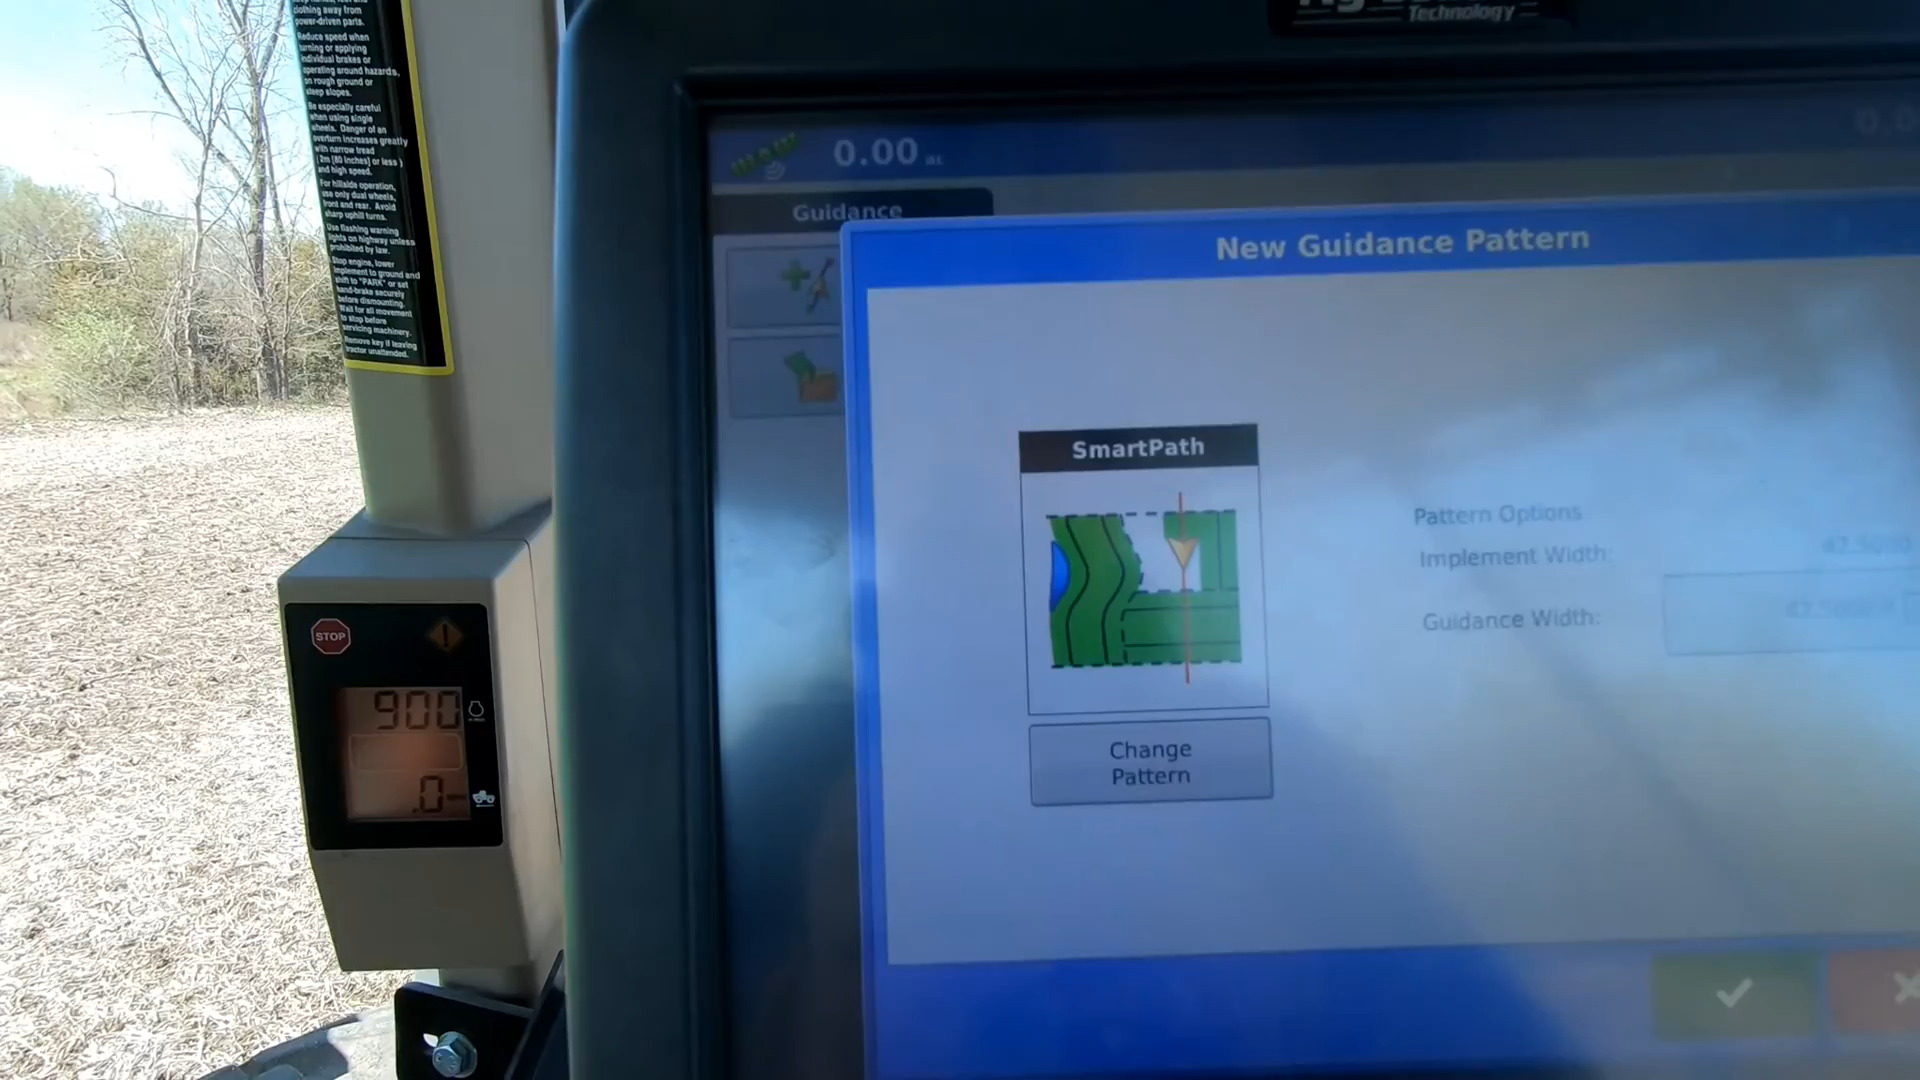 clothing away from
power-driven parts.
Reduce speed when
turning or applying
individual brakes or
operating around hazards,
on rough ground or
steep slopes.
Be especially careful
when using single
wheels. Danger of an
overturn increases greatly
with narrow tread
(2m [80 inches] or less)
and high speed.
For hillside operation,
use only dual wheels,
front and rear. Avoid
sharp uphill turns.
Use flashing warning
lights on highway unless
prohibited by law.
Stop engine, lower
implement to ground and
shift to "PARK" or set
hand-brake securely
before dismounting.
Wait for all movement
to stop before
servicing machinery.
Remove key if leaving
tractor unattended.
STOP
900
.0
Technology
0.00 ac
Guidance
New Guidance Pattern
SmartPath
Change
Pattern
Pattern Options
Implement Width:
42.5000
Guidance Width: